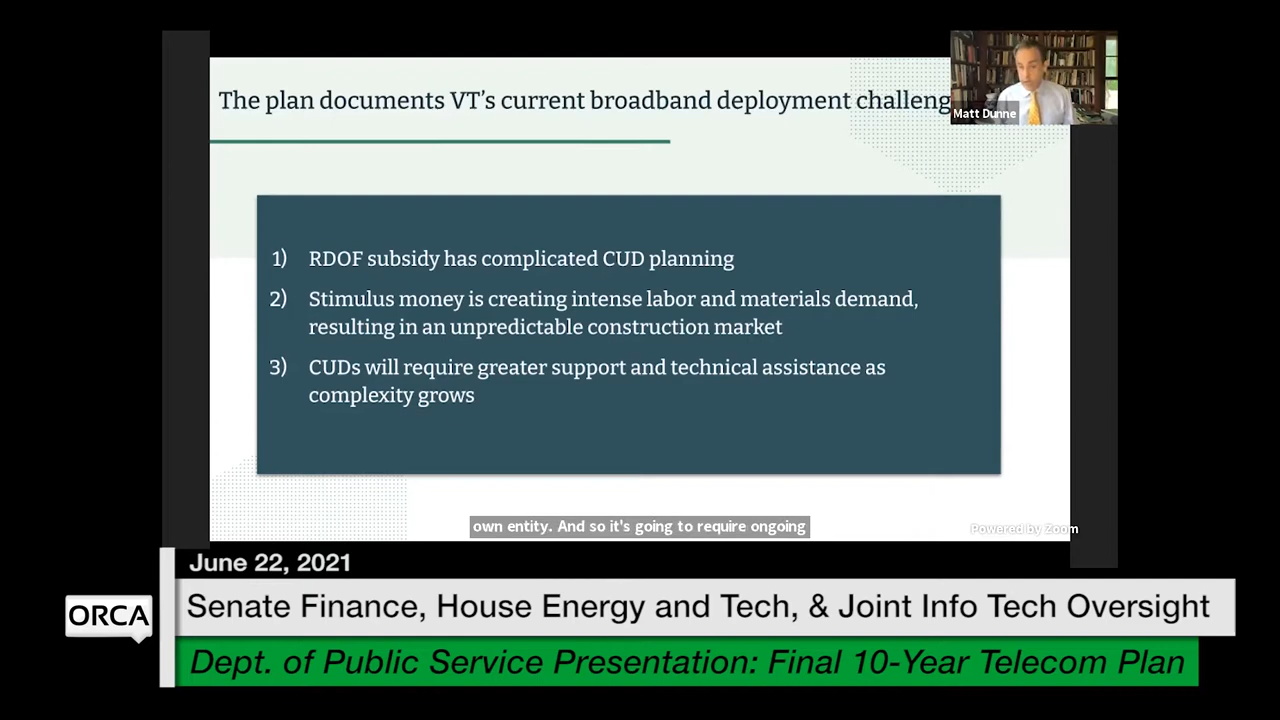 The plan documents VT's current broadband deployment challeng
Matt Dunne
1) RDOF subsidy has complicated CUD planning
2) Stimulus money is creating intense labor and materials demand,
resulting in an unpredictable construction market
3) CUDs will require greater support and technical assistance as
complexity grows
own entity. And so it's going to require ongoing
Powered by Zoom
June 22, 2021
ORCA
Senate Finance, House Energy and Tech, & Joint Info Tech Oversight
Dept. of Public Service Presentation: Final 10-Year Telecom Plan